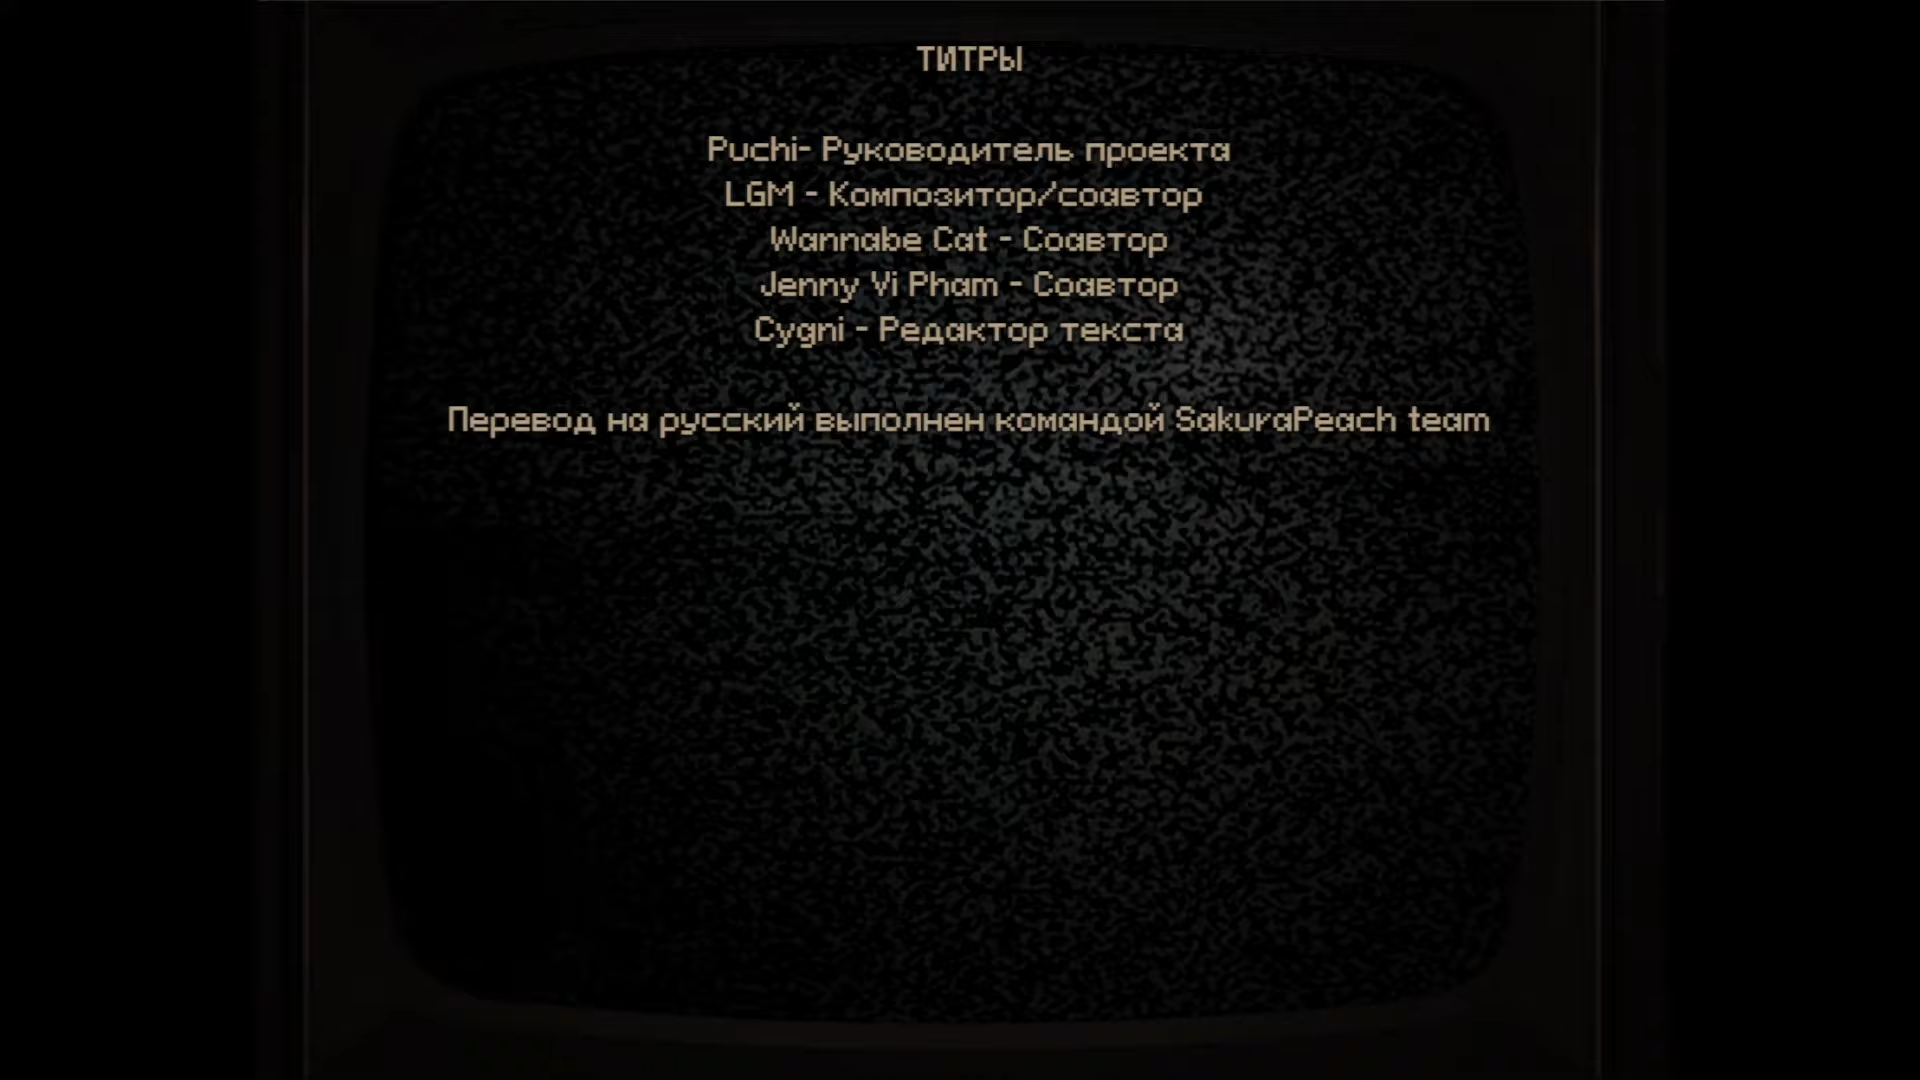 ТИТРЫ
Puchi- Руководитель проекта
LGM - Композитор/соавтор
Wannabe Cat - Соавтор
Jenny Vi Pham - Соавтор
Cygni - Редактор текста
Перевод на русский выполнен командой SakuraPeach team